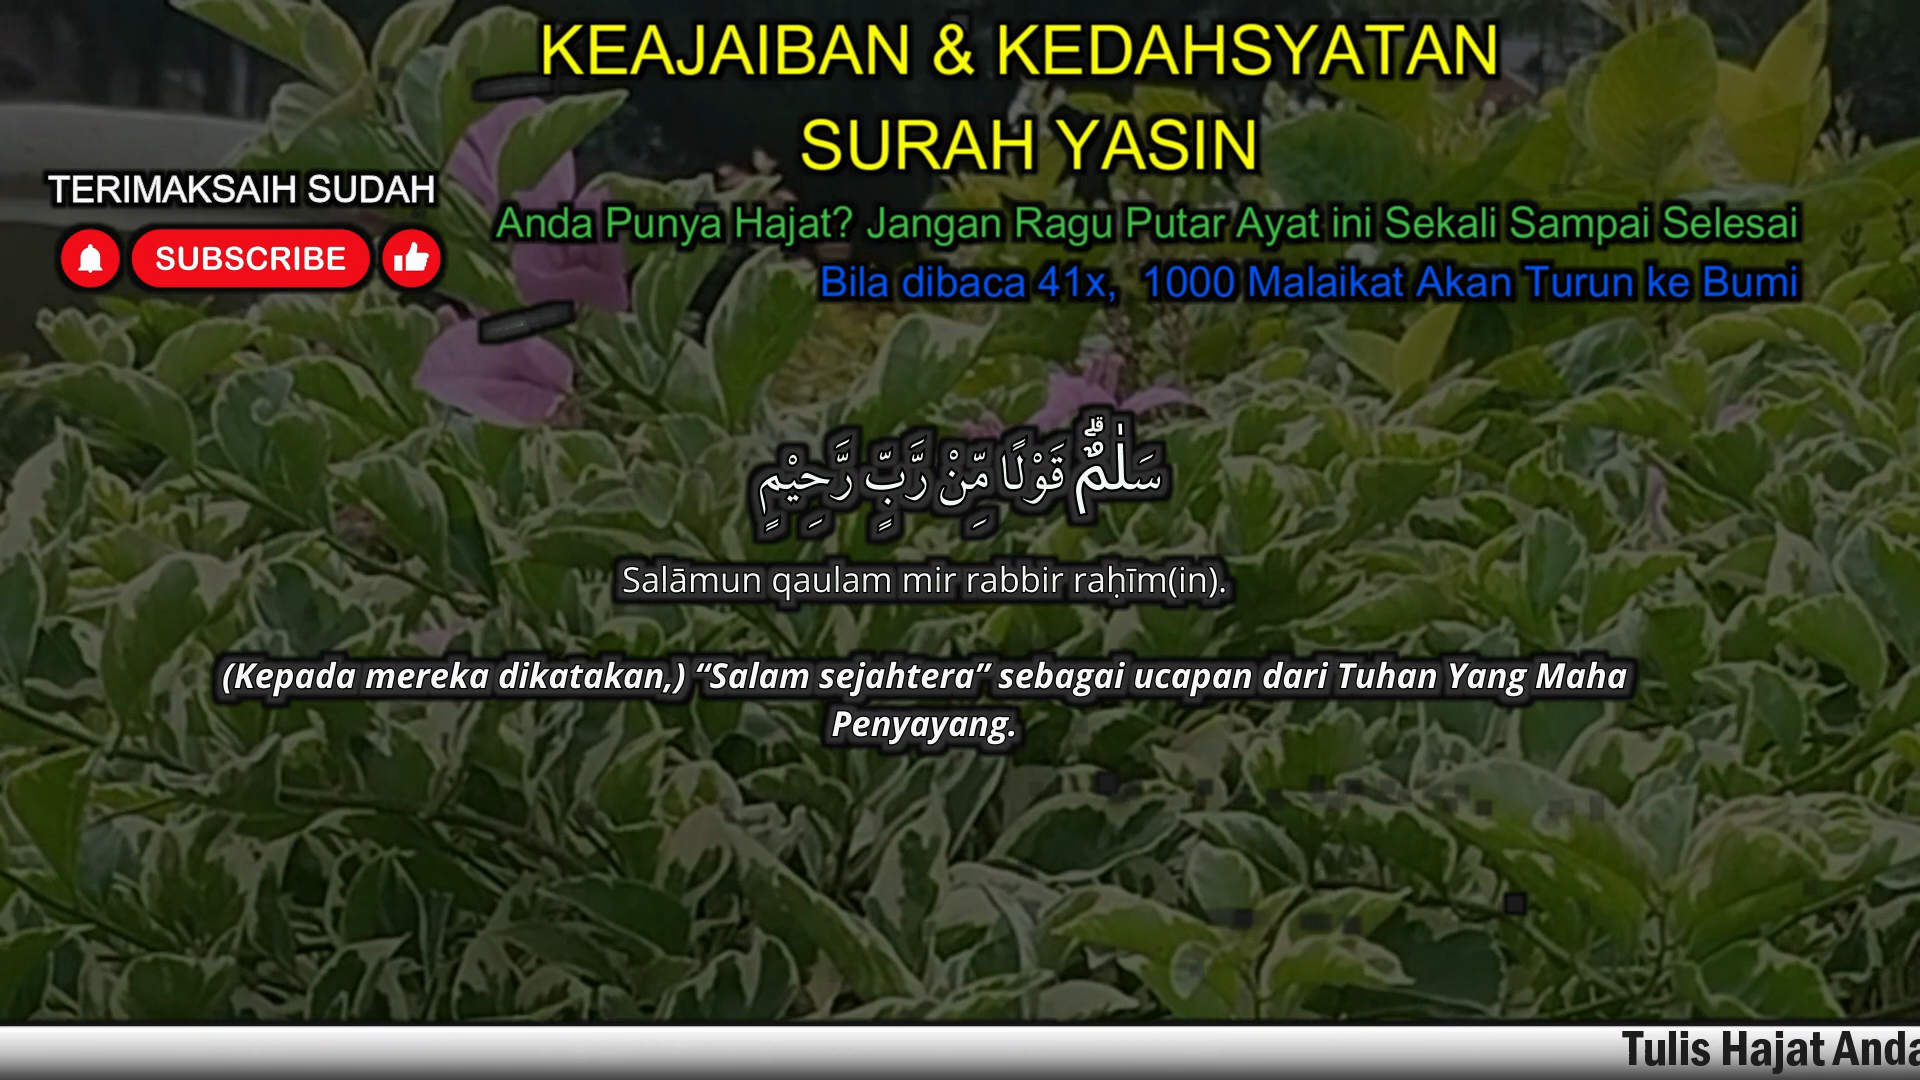 KEAJAIBAN & KEDAHSYATAN
SURAH YASIN
TERIMAKSAIH SUDAH
SUBSCRIBE
Anda Punya Hajat? Jangan Ragu Putar Ayat ini Sekali Sampai Selesai
Bila dibaca 41x, 1000 Malaikat Akan Turun ke Bumi
سَلٰمٌۗ قَوْلًا مِّنْ رَّبٍّ رَّحِيْمٍ
Salāmun qaulam mir rabbir raḥīm(in).
(Kepada mereka dikatakan,) “Salam sejahtera” sebagai ucapan dari Tuhan Yang Maha
Penyayang.
Tulis Hajat Anda